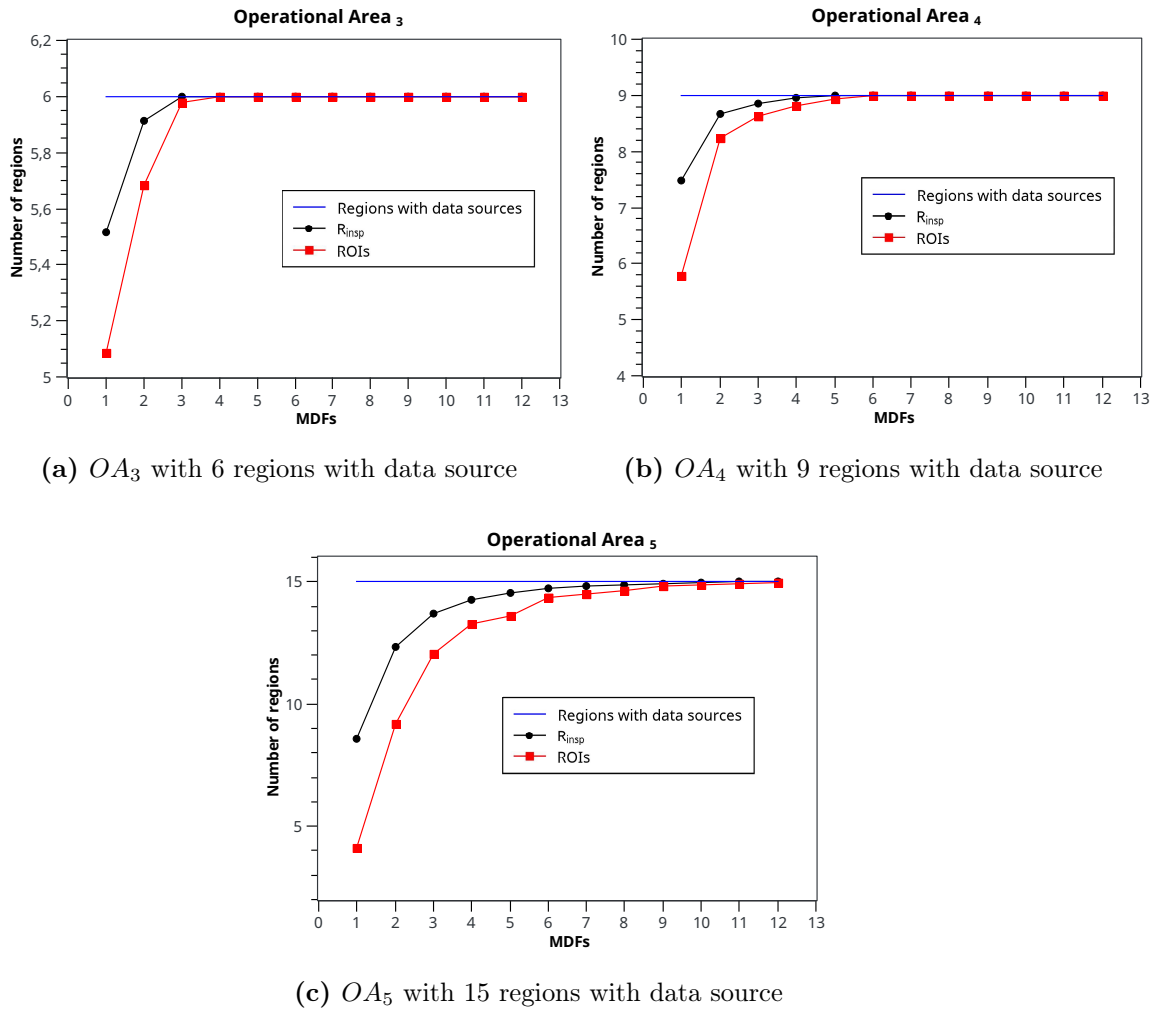 Operational Area 3
Number of regions
6,2
6
5,8
5,6
5,4
5,2
5
0 1 2 3 4 5 6 7 8 9 10 11 12 13
MDFs
Regions with data sources
Rinsp
ROIs
(a) OA3 with 6 regions with data source
Operational Area 4
Number of regions
10
9
8
7
6
5
4
0 1 2 3 4 5 6 7 8 9 10 11 12 13
MDFs
Regions with data sources
Rinsp
ROIs
(b) OA4 with 9 regions with data source
Operational Area 5
Number of regions
15
10
5
0 1 2 3 4 5 6 7 8 9 10 11 12 13
MDFs
Regions with data sources
Rinsp
ROIs
(c) OA5 with 15 regions with data source